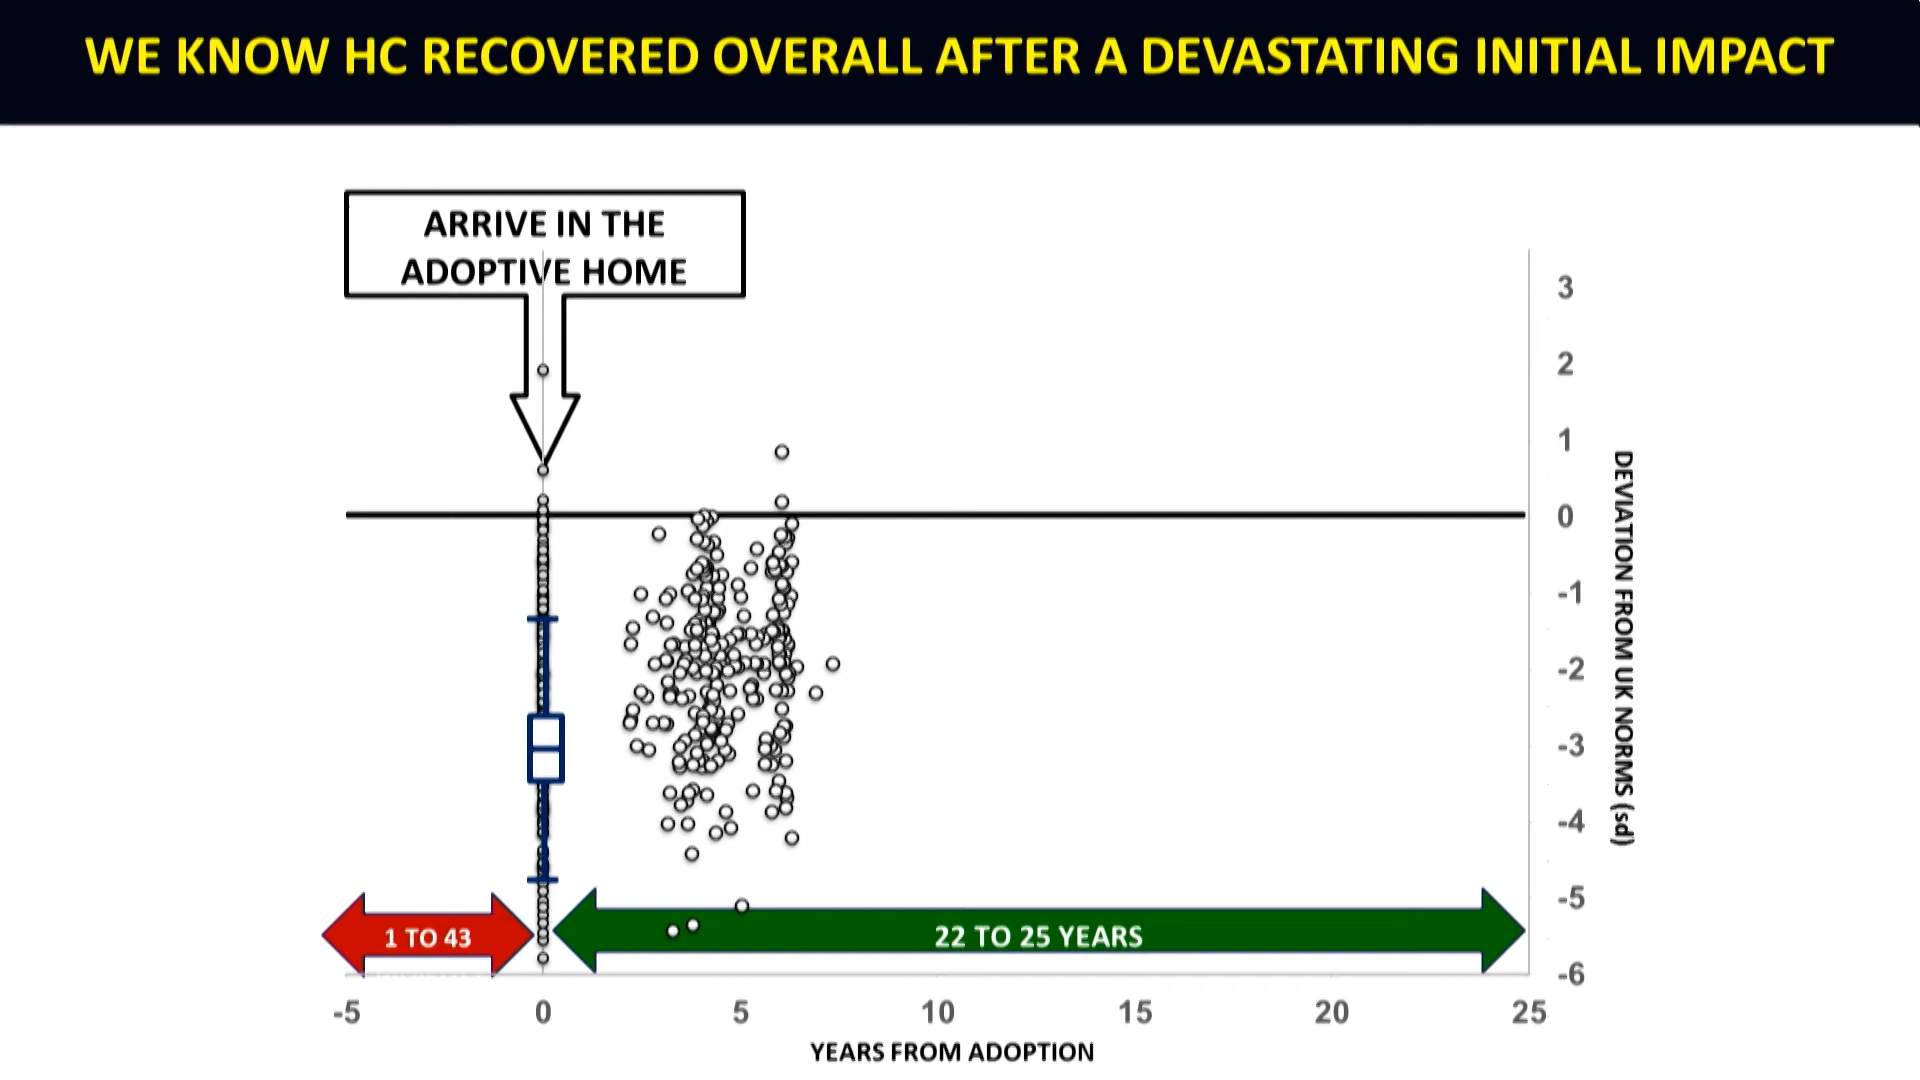 WE KNOW HC RECOVERED OVERALL AFTER A DEVASTATING INITIAL IMPACT
ARRIVE IN THE
ADOPTIVE HOME
3
2
1
0
-1
-2
-3
-4
-5
-6
DEVIATION FROM UK NORMS (sd)
1 TO 43
22 TO 25 YEARS
-5
0
5
10
15
20
25
YEARS FROM ADOPTION